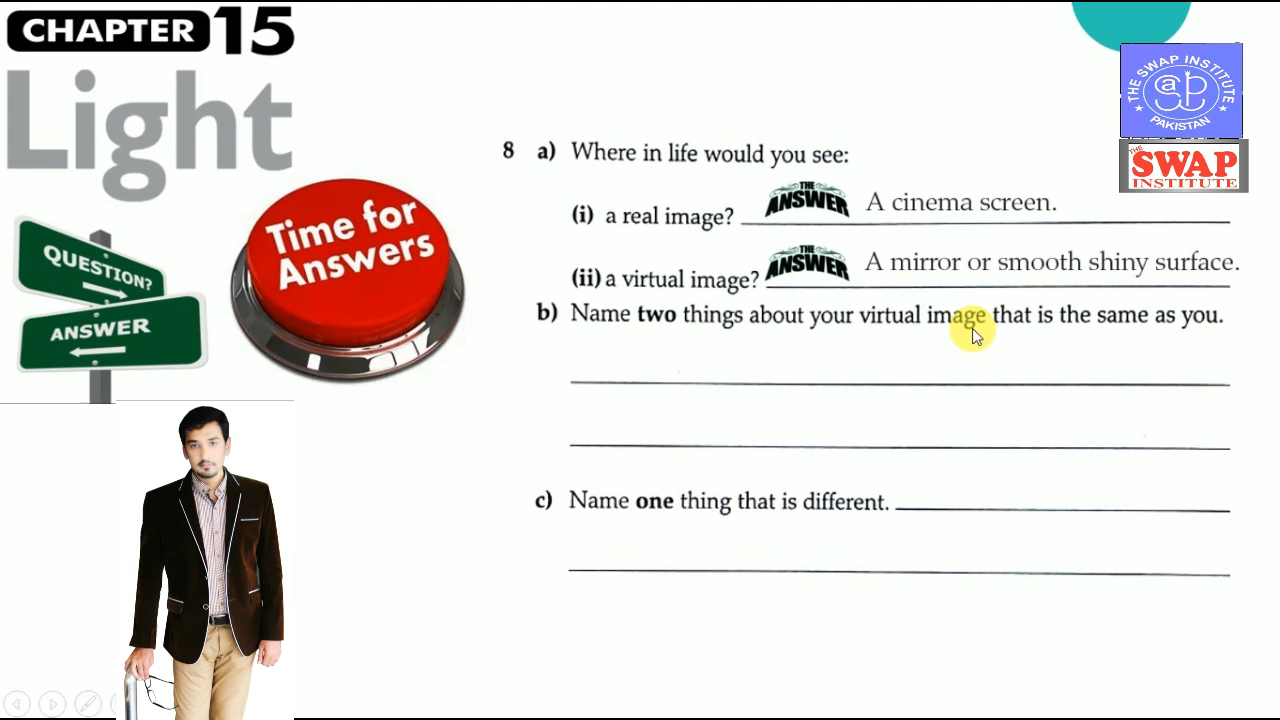 CHAPTER 15
Light
THE SWAP INSTITUTE
PAKISTAN
THE
SWAP
INSTITUTE
QUESTION?
ANSWER
Time for
Answers
8 a) Where in life would you see:
(i) a real image? THE ANSWER A cinema screen.
(ii) a virtual image? THE ANSWER A mirror or smooth shiny surface.
b) Name two things about your virtual image that is the same as you.
c) Name one thing that is different.